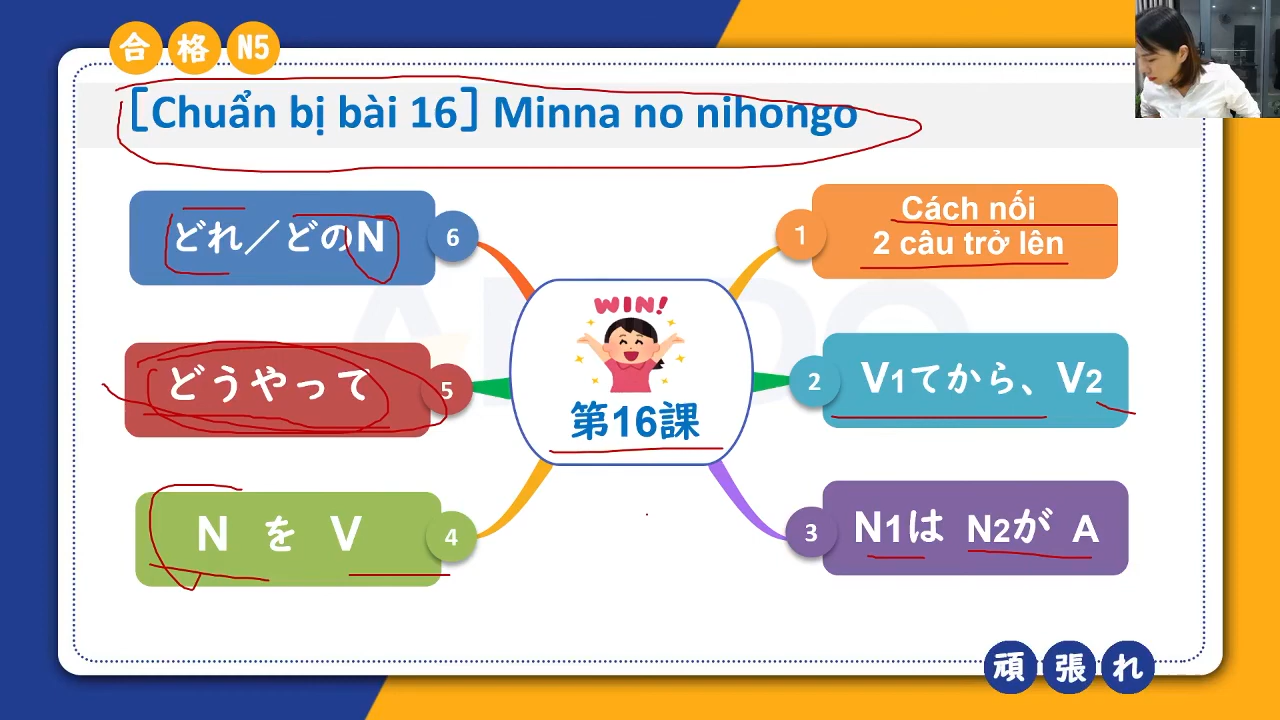 合 格 N5
[Chuẩn bị bài 16] Minna no nihongo
どれ／どのN
6
1
Cách nối
2 câu trở lên
WIN!
第16課
どうやって
5
2
V1てから、V2
N を V
4
3
N1は N2が A
頑 張 れ